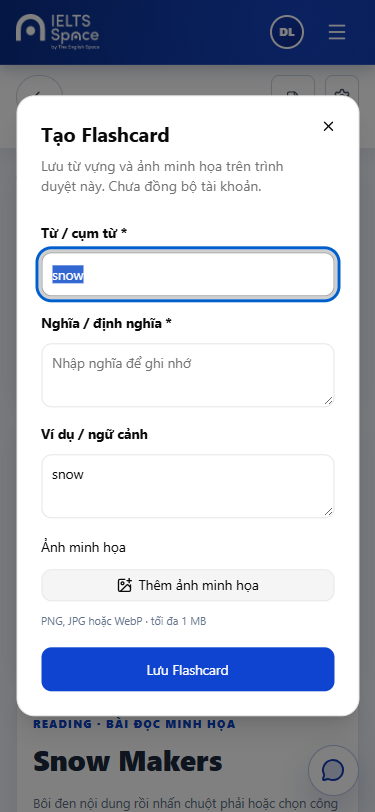 IELTS
Space
by The English Space
DL
Tạo Flashcard
Lưu từ vựng và ảnh minh họa trên trình
duyệt này. Chưa đồng bộ tài khoản.
Từ / cụm từ *
snow
Nghĩa / định nghĩa *
Nhập nghĩa để ghi nhớ
Ví dụ / ngữ cảnh
snow
Ảnh minh họa
Thêm ảnh minh họa
PNG, JPG hoặc WebP · tối đa 1 MB
Lưu Flashcard
READING · BÀI ĐỌC MINH HỌA
Snow Makers
Bôi đen nội dung rồi nhấn chuột phải hoặc chọn công